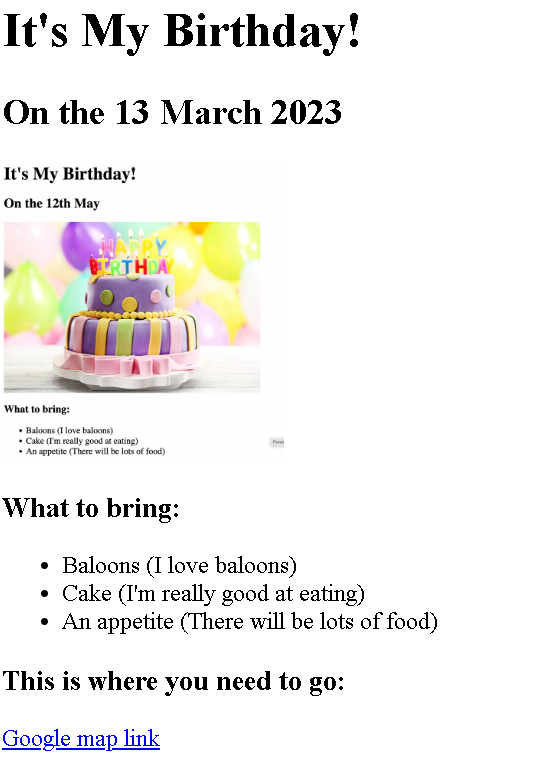 It's My Birthday!
On the 13 March 2023
It's My Birthday!
On the 12th May
HAPPY
BIRTHDAY
What to bring:
• Baloons (I love baloons)
• Cake (I'm really good at eating)
• An appetite (There will be lots of food)
What to bring:
• Baloons (I love baloons)
• Cake (I'm really good at eating)
• An appetite (There will be lots of food)
This is where you need to go:
Google map link